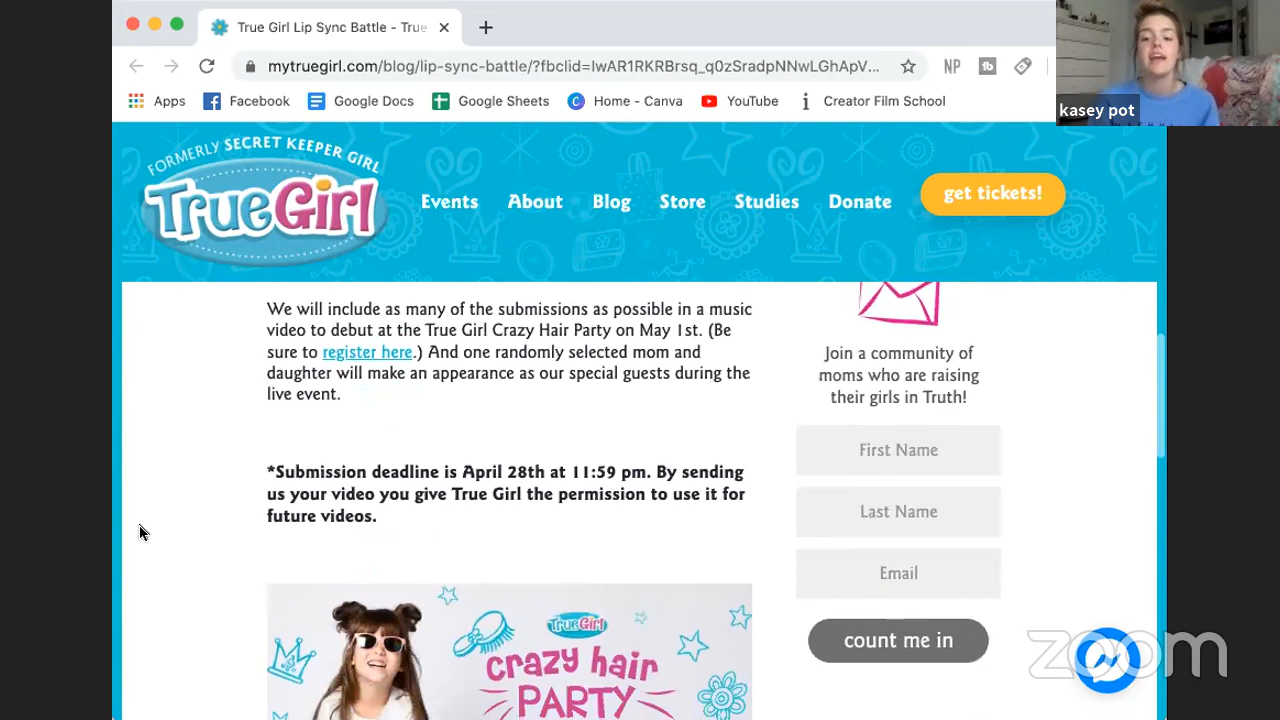 True Girl Lip Sync Battle - True
mytruegirl.com/blog/lip-sync-battle/?fbclid=IwAR1RKRBrsq_q0zSradpNNwLGhApV...
NP
Apps
Facebook
Google Docs
Google Sheets
Home - Canva
YouTube
Creator Film School
kasey pot
FORMERLY SECRET KEEPER GIRL
TrueGirl
Events
About
Blog
Store
Studies
Donate
get tickets!
We will include as many of the submissions as possible in a music
video to debut at the True Girl Crazy Hair Party on May 1st. (Be
sure to register here.) And one randomly selected mom and
daughter will make an appearance as our special guests during the
live event.
*Submission deadline is April 28th at 11:59 pm. By sending
us your video you give True Girl the permission to use it for
future videos.
TrueGirl
crazy hair
PARTY
Join a community of
moms who are raising
their girls in Truth!
First Name
Last Name
Email
count me in
zoom